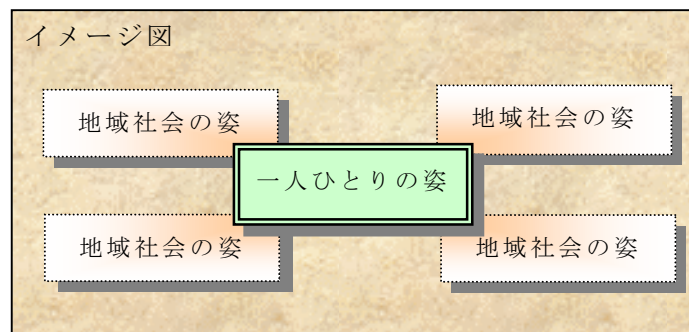 イメージ図
地域社会の姿
地域社会の姿
一人ひとりの姿
地域社会の姿
地域社会の姿